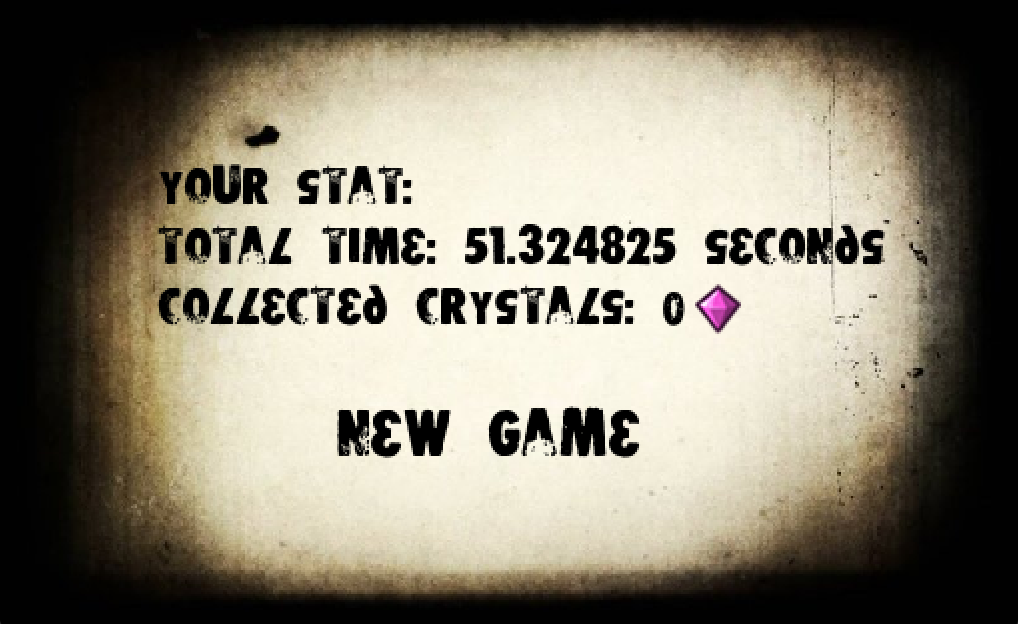 YOUR STAT:
TOTAL TIME: 51.324825 SECONDS
COLLECTED CRYSTALS: 0
NEW GAME